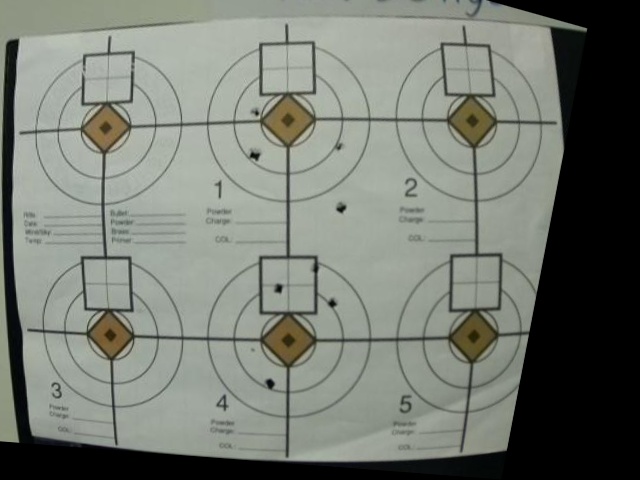 1
2
Rifle:
Date:
Temp:
Bullet:
Powder:
Brass:
Primer:
Powder
Charge:
COL:
Powder
Charge:
COL:
3
4
5
Powder
Charge:
COL:
Powder
Charge:
COL:
Powder
Charge:
COL: